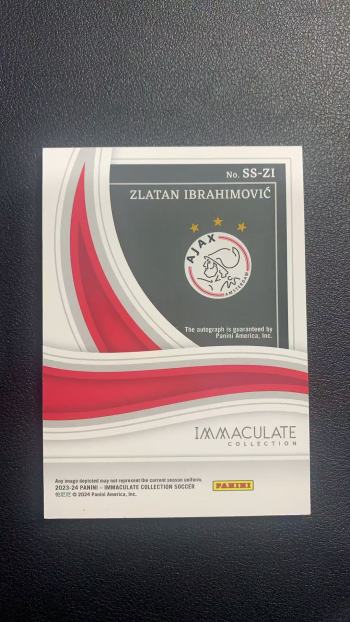 No. SS-ZI
ZLATAN IBRAHIMOVIĆ
AJAX
AMSTERDAM
The autograph is guaranteed by
Panini America, Inc.
IMMACULATE
COLLECTION
Any image depicted may not represent the current season uniform.
2023-24 PANINI – IMMACULATE COLLECTION SOCCER
© 2024 Panini America, Inc.
PANINI